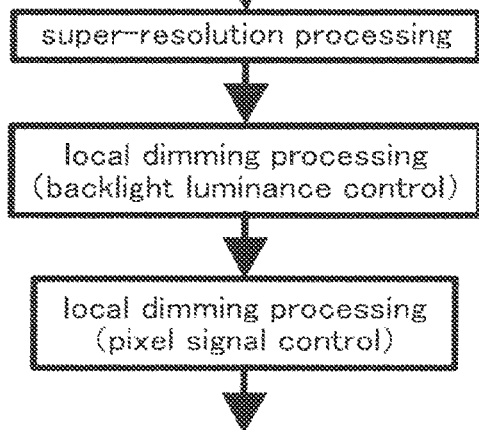 super-resolution processing
local dimming processing
(backlight luminance control)
local dimming processing
(pixel signal control)